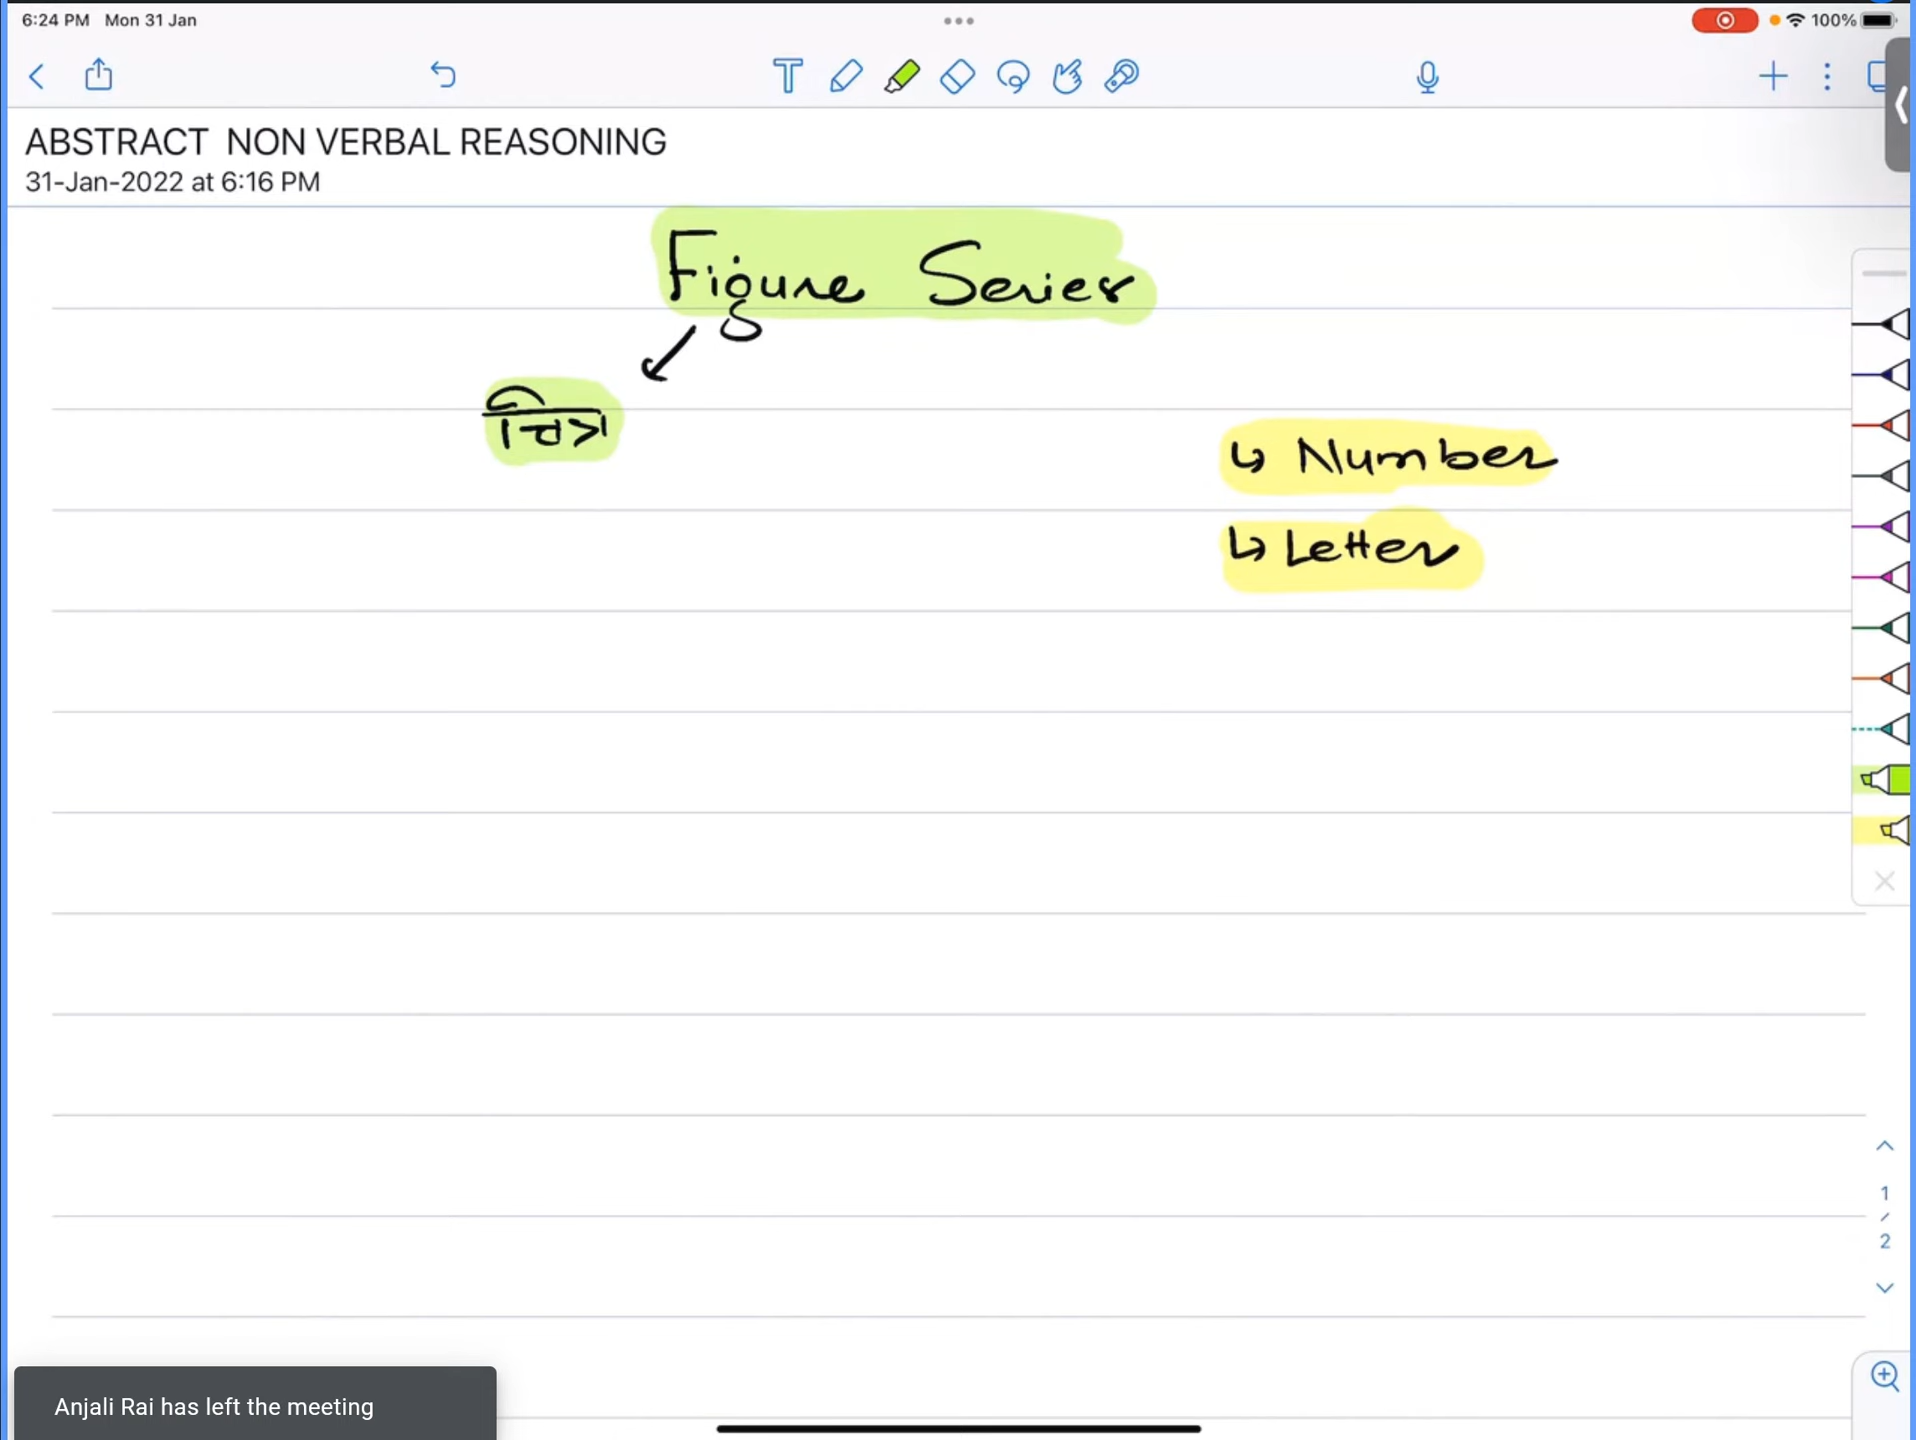 6:24 PM Mon 31 Jan
100%
ABSTRACT NON VERBAL REASONING
31-Jan-2022 at 6:16 PM
Figure Series
चित्र
↳ Number
↳ Letter
1
/
2
Anjali Rai has left the meeting